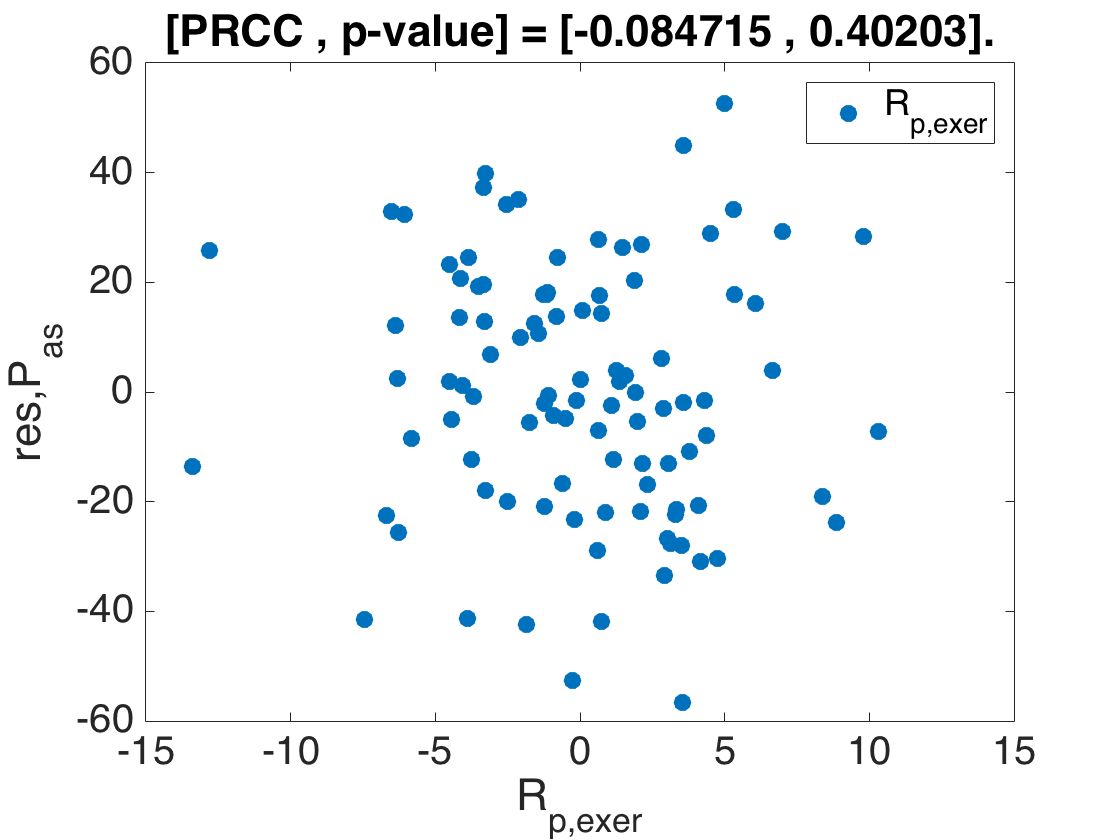 [PRCC , p-value] = [-0.084715 , 0.40203].
60
40
20
0
-20
-40
-60
res,P_as
R_p,exer
-15 -10 -5 0 5 10 15
R_p,exer